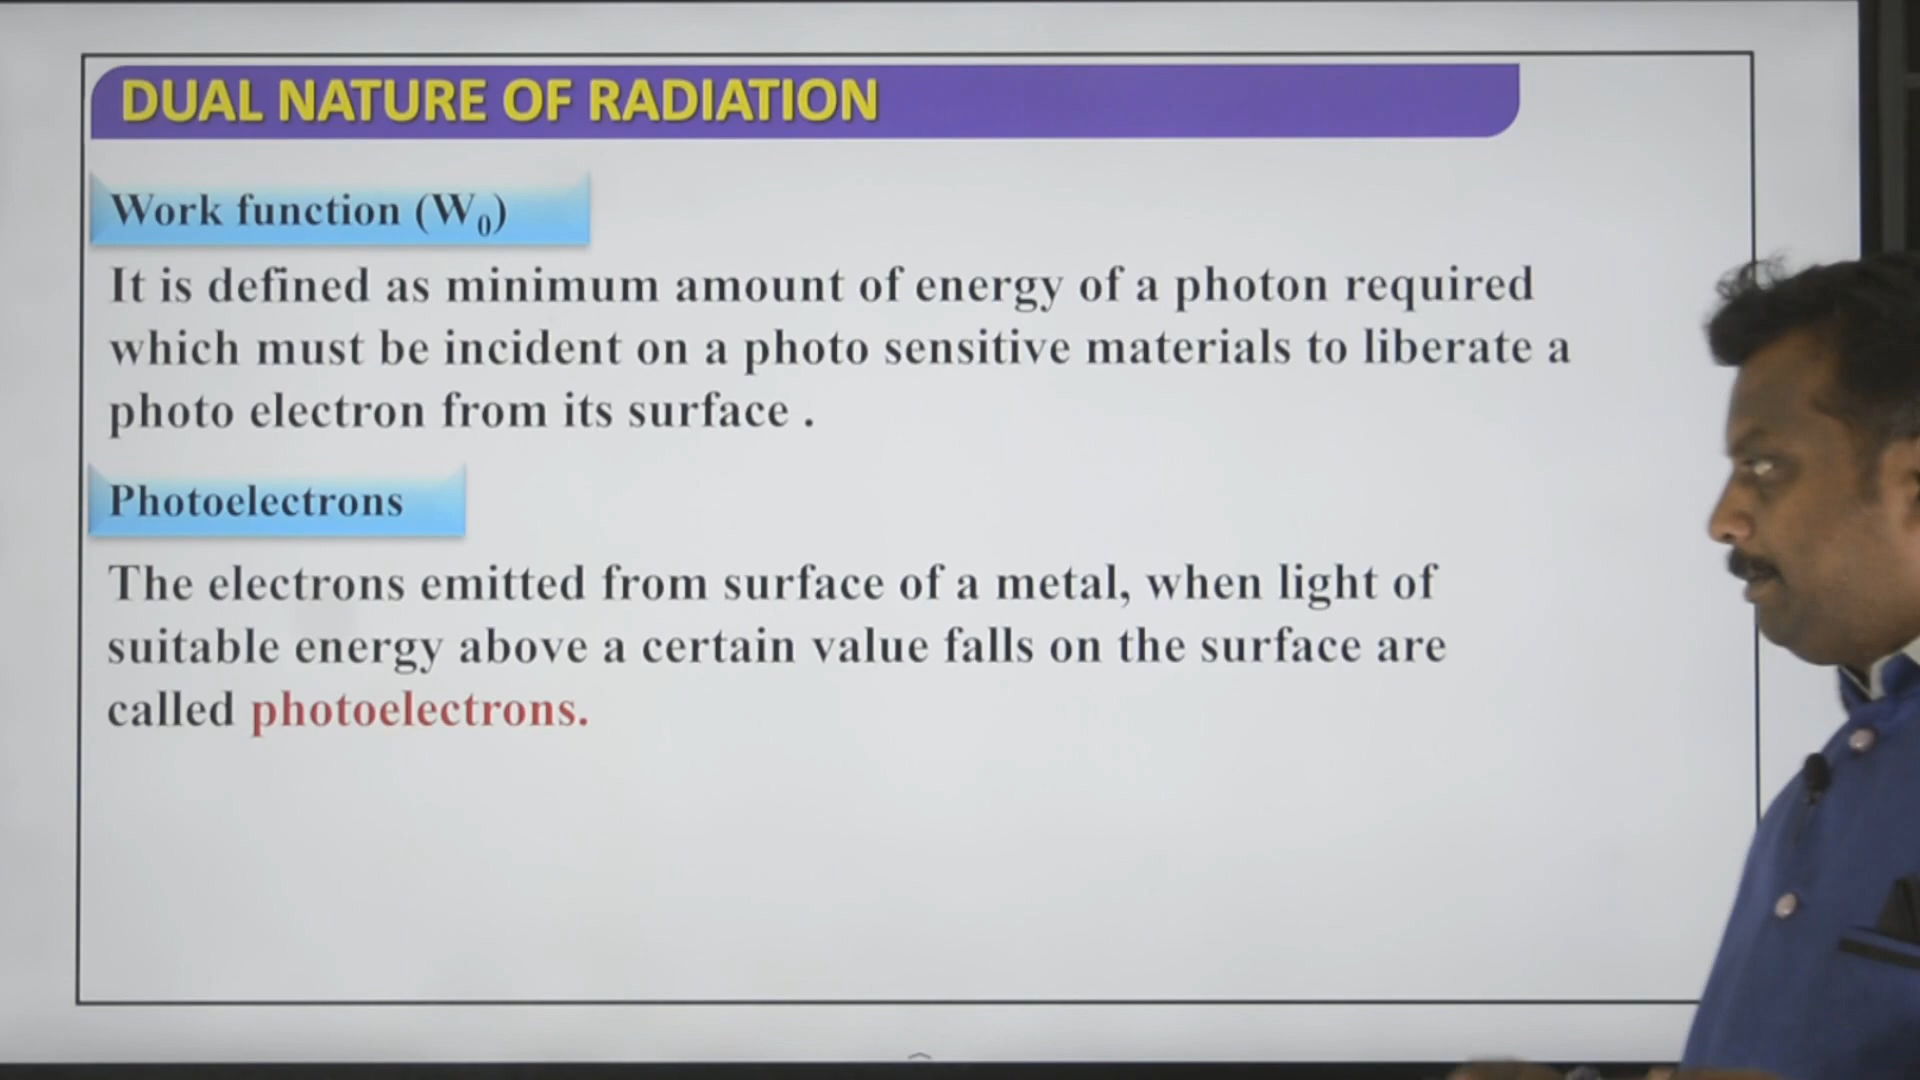 DUAL NATURE OF RADIATION
Work function (W₀)
It is defined as minimum amount of energy of a photon required
which must be incident on a photo sensitive materials to liberate a
photo electron from its surface .
Photoelectrons
The electrons emitted from surface of a metal, when light of
suitable energy above a certain value falls on the surface are
called photoelectrons.